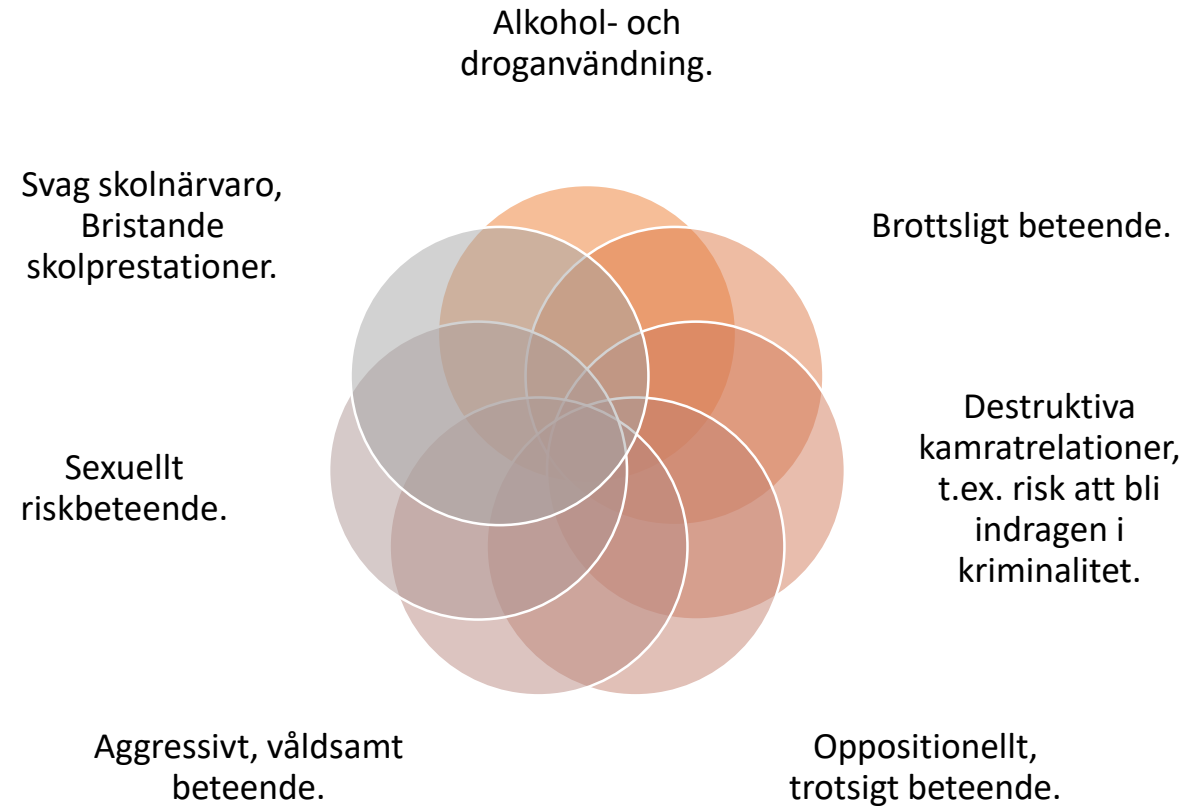 Alkohol- och
droganvändning.
Brottsligt beteende.
Destruktiva
kamratrelationer,
t.ex. risk att bli
indragen i
kriminalitet.
Oppositionellt,
trotsigt beteende.
Aggressivt, våldsamt
beteende.
Sexuellt
riskbeteende.
Svag skolnärvaro,
Bristande
skolprestationer.